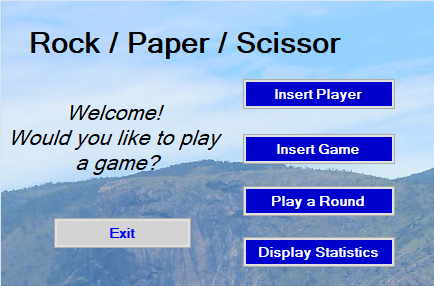 Rock / Paper / Scissor
Welcome!
Would you like to play
a game?
Insert Player
Insert Game
Play a Round
Display Statistics
Exit